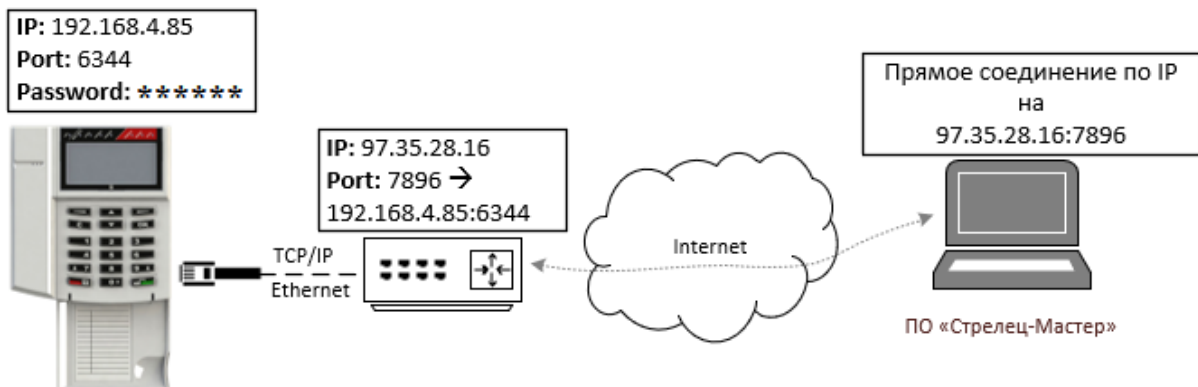 IP: 192.168.4.85
Port: 6344
Password: ******
IP: 97.35.28.16
Port: 7896 →
192.168.4.85:6344
TCP/IP
Ethernet
Internet
Прямое соединение по IP
на
97.35.28.16:7896
ПО «Стрелец-Мастер»